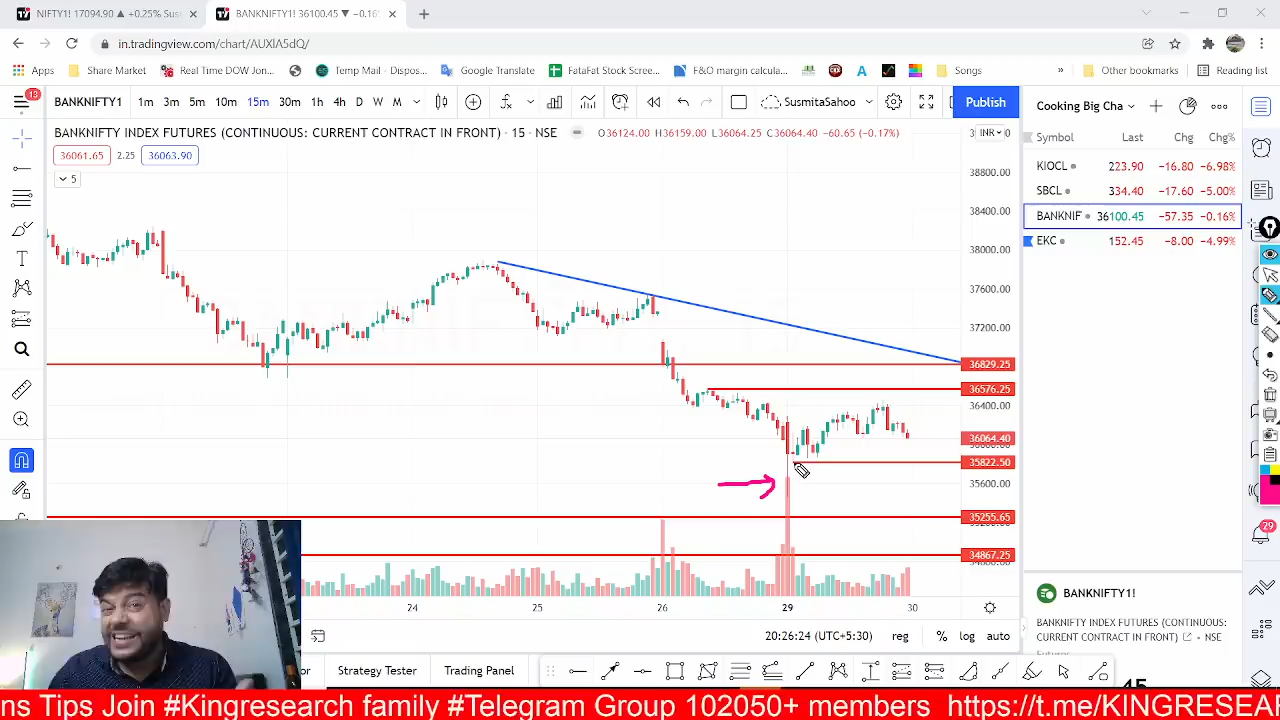 NIFTY1! 17094.90 ▲ +0.25% Sus
BANKNIFTY1! 36100.45 ▼ −0.16%
in.tradingview.com/chart/AUXlA5dQ/
Apps Share Market Real Time DOW Jon... Temp Mail - Dispos... Google Translate FataFat Stock Scree... F&O margin calcula... Songs » Other bookmarks Reading list
13 BANKNIFTY1 1m 3m 5m 10m 15m 30m 1h 4h D W M SusmitaSahoo Publish Cooking Big Cha
BANKNIFTY INDEX FUTURES (CONTINUOUS: CURRENT CONTRACT IN FRONT) · 15 · NSE O36124.00 H36159.00 L36064.25 C36064.40 −60.65 (−0.17%) INR
Symbol Last Chg Chg%
36061.65 2.25 36063.90
5
KIOCL 223.90 −16.80 −6.98%
SBCL 334.40 −17.60 −5.00%
BANKNIF 36100.45 −57.35 −0.16%
EKC 152.45 −8.00 −4.99%
38800.00
38400.00
38000.00
37600.00
37200.00
36829.25
36576.25
36400.00
36064.40
35822.50
35600.00
35255.65
34867.25
29
24 25 26 29 30
20:26:24 (UTC+5:30) reg % log auto
BANKNIFTY1!
BANKNIFTY INDEX FUTURES (CONTINUOUS:
CURRENT CONTRACT IN FRONT) · NSE
Futures
or Strategy Tester Trading Panel
ns Tips Join #Kingresearch family #Telegram Group 102050+ members https://t.me/KINGRESEAR